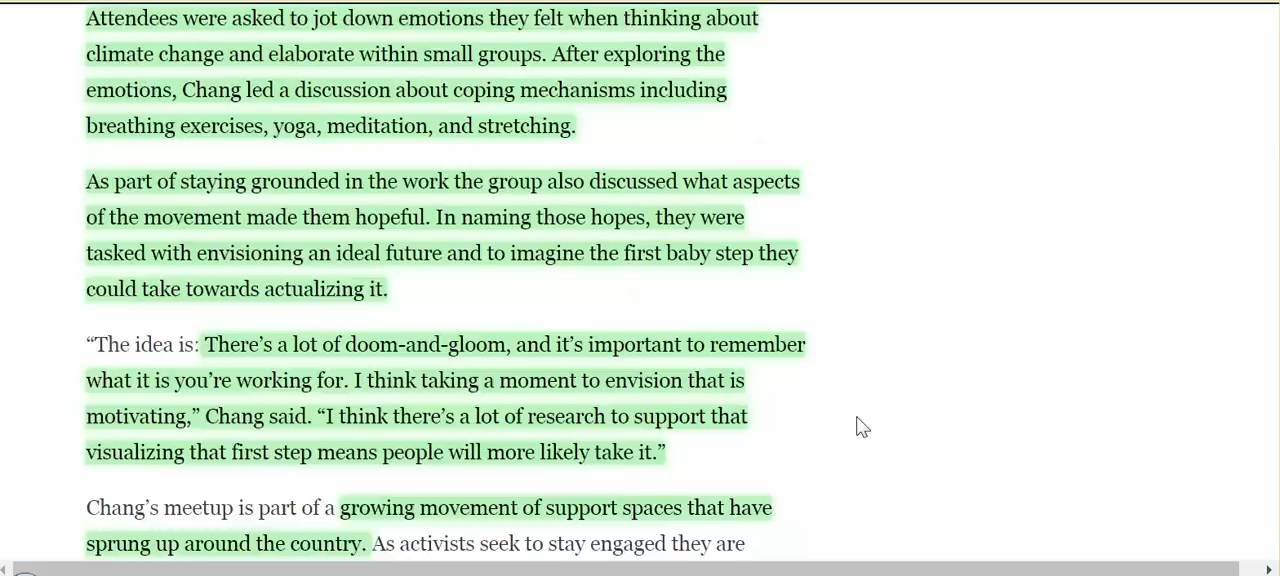 Attendees were asked to jot down emotions they felt when thinking about
climate change and elaborate within small groups. After exploring the
emotions, Chang led a discussion about coping mechanisms including
breathing exercises, yoga, meditation, and stretching.
As part of staying grounded in the work the group also discussed what aspects
of the movement made them hopeful. In naming those hopes, they were
tasked with envisioning an ideal future and to imagine the first baby step they
could take towards actualizing it.
“The idea is: There’s a lot of doom-and-gloom, and it’s important to remember
what it is you’re working for. I think taking a moment to envision that is
motivating,” Chang said. “I think there’s a lot of research to support that
visualizing that first step means people will more likely take it.”
Chang’s meetup is part of a growing movement of support spaces that have
sprung up around the country. As activists seek to stay engaged they are